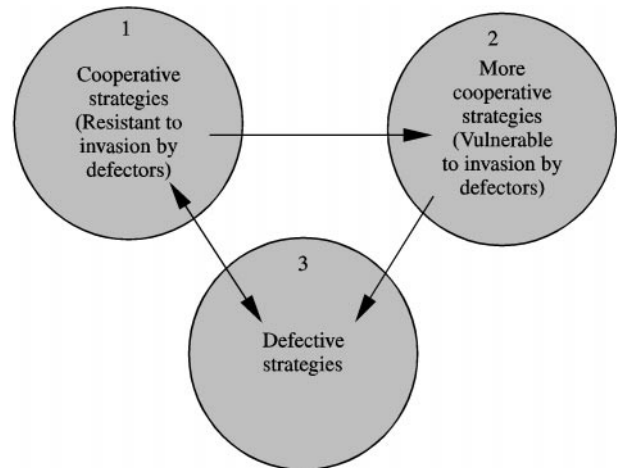 1
Cooperative
strategies
(Resistant to
invasion by
defectors)
2
More
cooperative
strategies
(Vulnerable
to invasion by
defectors)
3
Defective
strategies